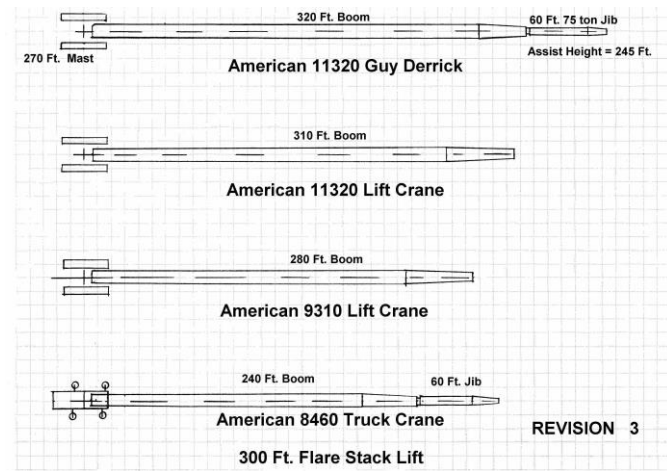 320 Ft. Boom
60 Ft. 75 ton Jib
270 Ft. Mast
Assist Height = 245 Ft.
American 11320 Guy Derrick
310 Ft. Boom
American 11320 Lift Crane
280 Ft. Boom
American 9310 Lift Crane
240 Ft. Boom
60 Ft. Jib
American 8460 Truck Crane
REVISION 3
300 Ft. Flare Stack Lift